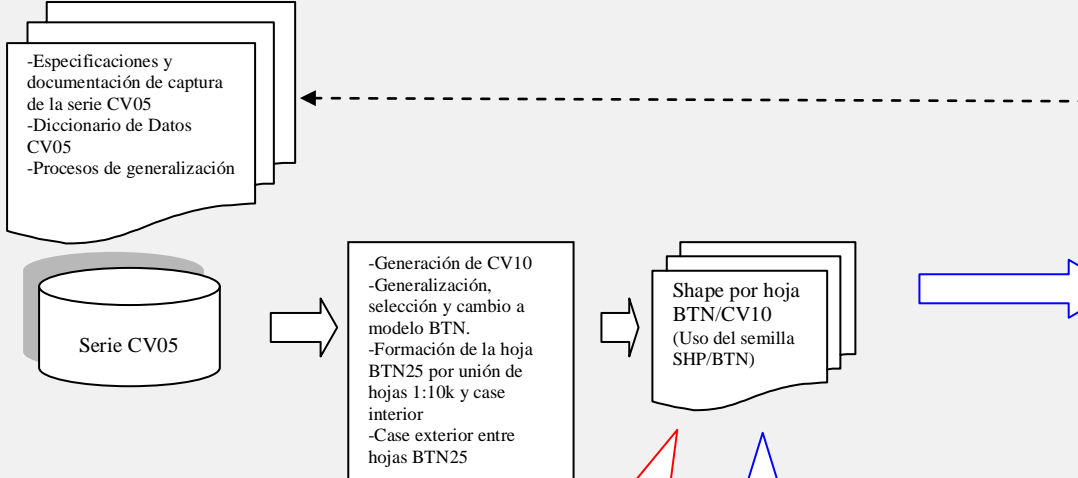 -Especificaciones y
documentación de captura
de la serie CV05
-Diccionario de Datos
CV05
-Procesos de generalización
Serie CV05
-Generación de CV10
-Generalización,
selección y cambio a
modelo BTN.
-Formación de la hoja
BTN25 por unión de
hojas 1:10k y case
interior
-Case exterior entre
hojas BTN25
Shape por hoja
BTN/CV10
(Uso del semilla
SHP/BTN)